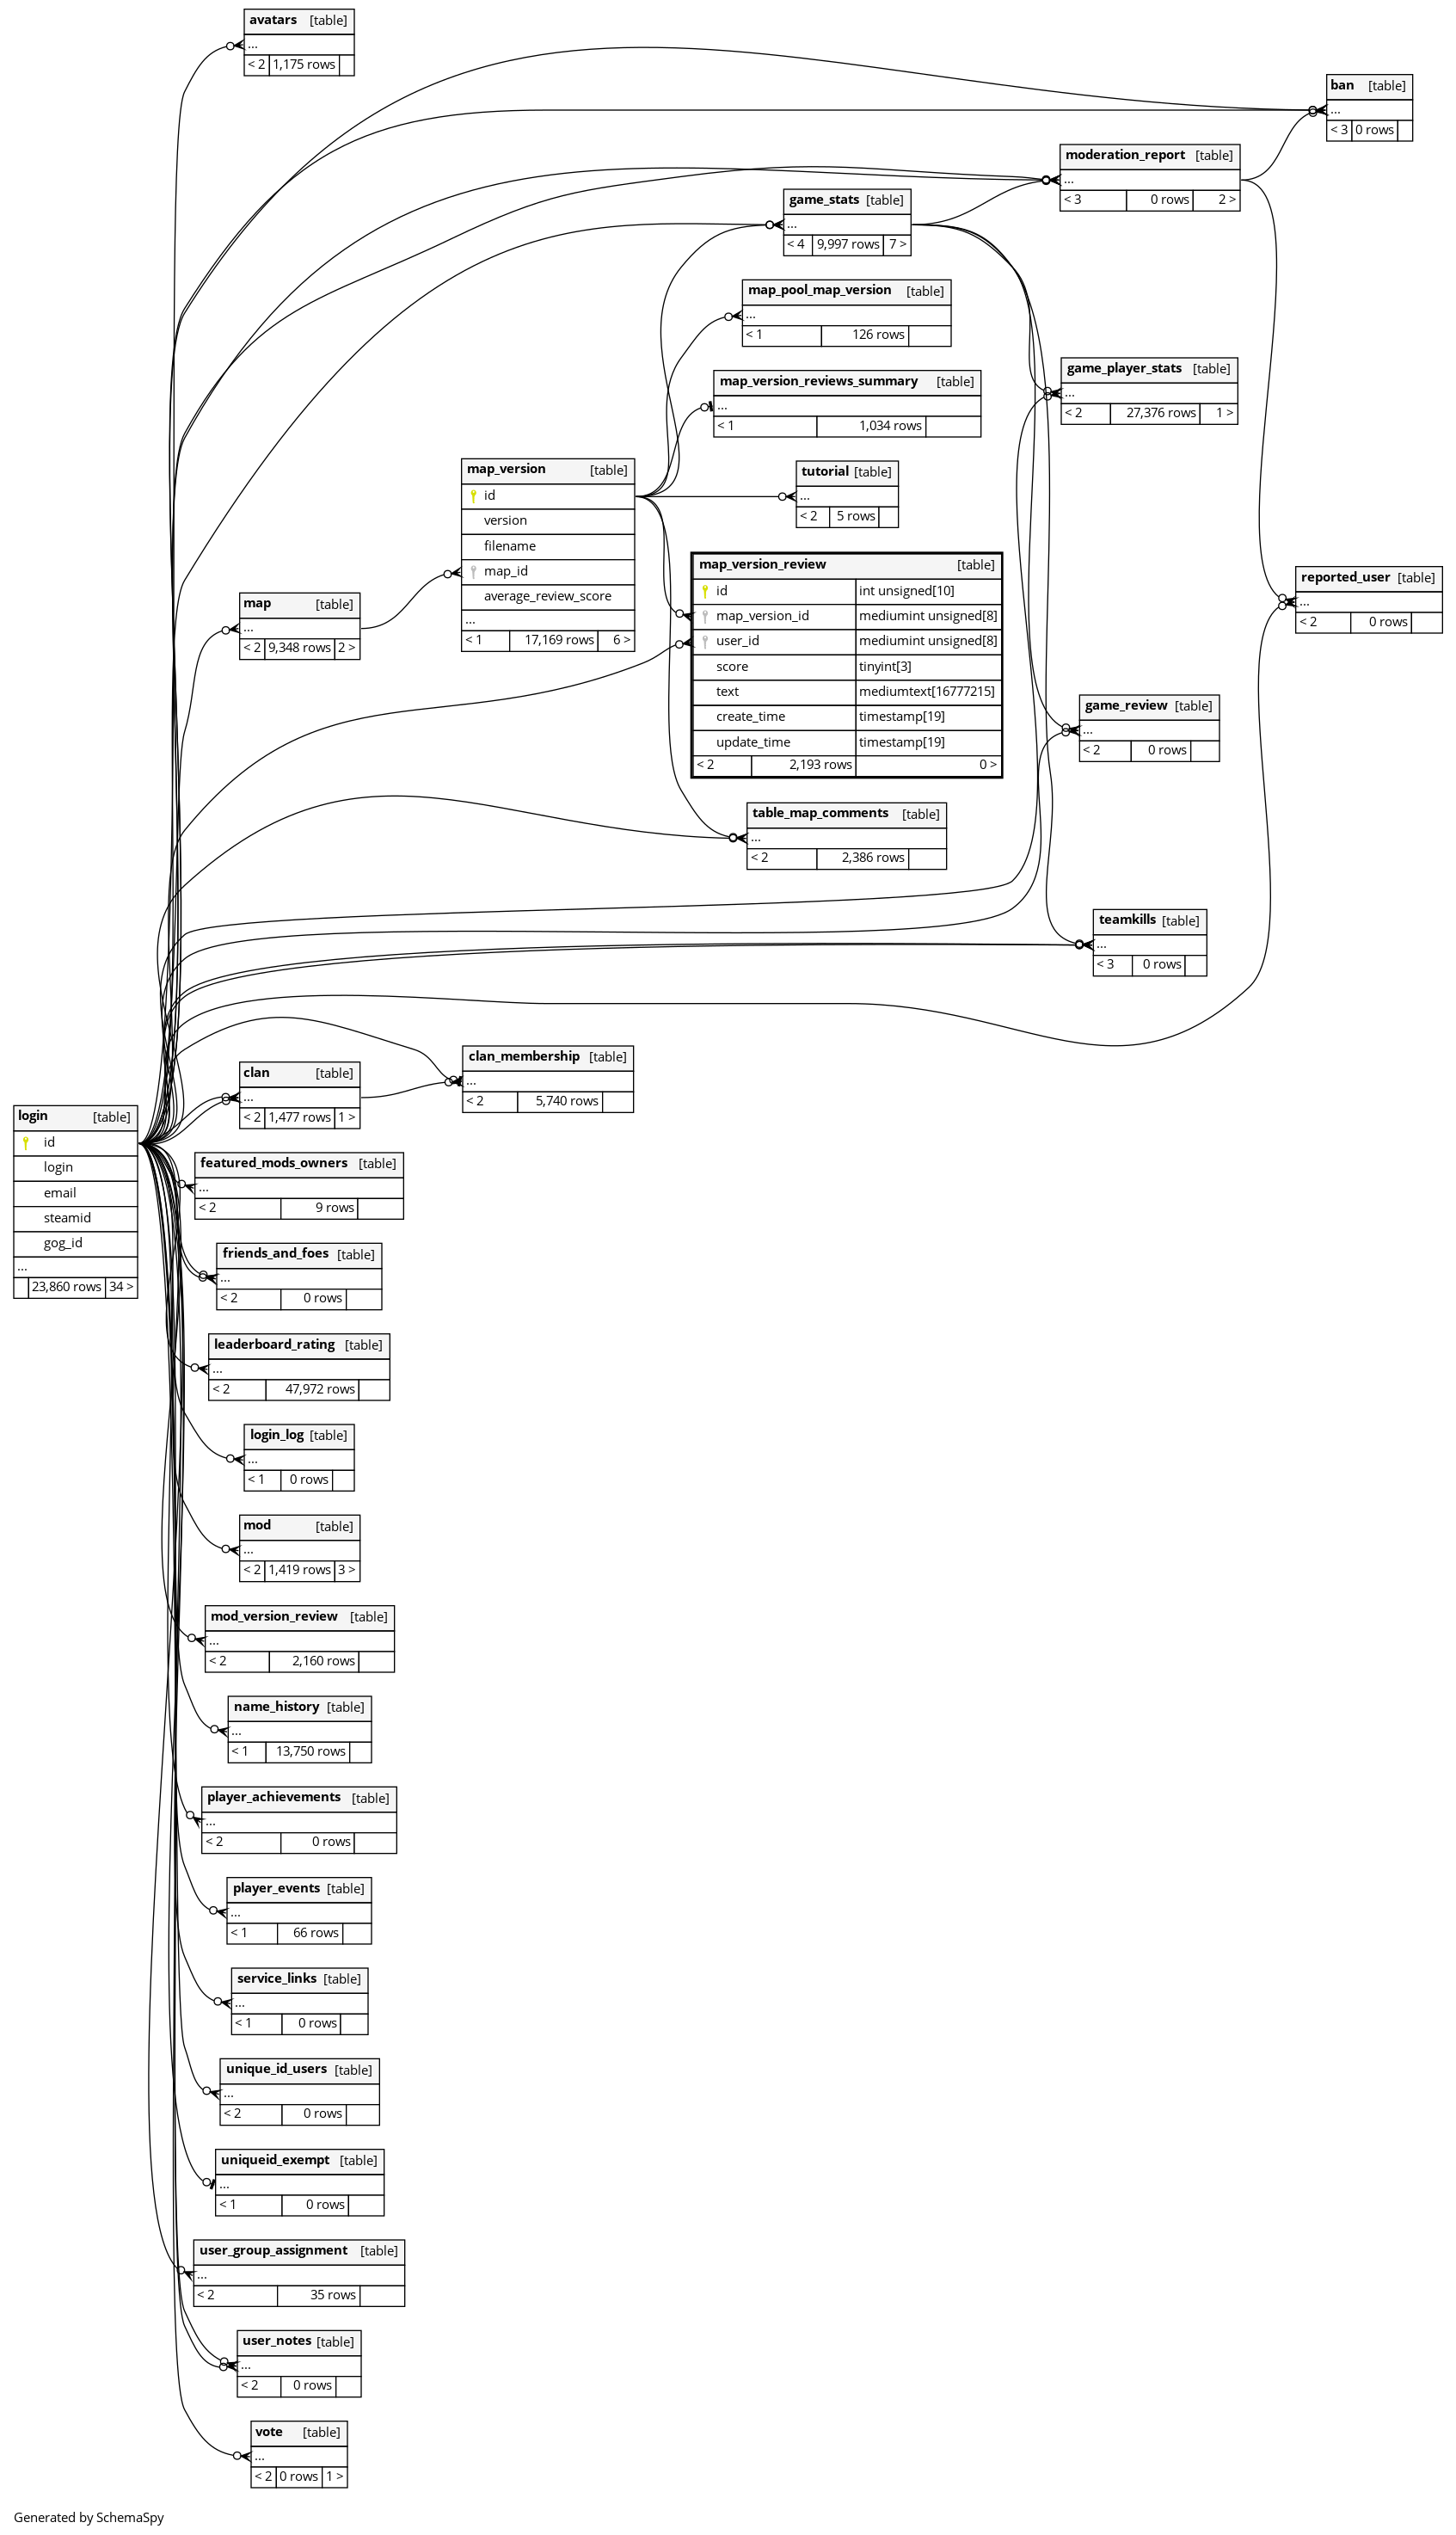 avatars [table]
...
< 2 1,175 rows
ban [table]
...
< 3 0 rows
moderation_report [table]
...
< 3 0 rows 2 >
game_stats [table]
...
< 4 9,997 rows 7 >
map_pool_map_version [table]
...
< 1 126 rows
game_player_stats [table]
...
< 2 27,376 rows 1 >
map_version_reviews_summary [table]
...
< 1 1,034 rows
map_version [table]
id
version
filename
map_id
average_review_score
...
< 1 17,169 rows 6 >
tutorial [table]
...
< 2 5 rows
map_version_review [table]
id int unsigned[10]
map_version_id mediumint unsigned[8]
user_id mediumint unsigned[8]
score tinyint[3]
text mediumtext[16777215]
create_time timestamp[19]
update_time timestamp[19]
< 2 2,193 rows 0 >
reported_user [table]
...
< 2 0 rows
map [table]
...
< 2 9,348 rows 2 >
game_review [table]
...
< 2 0 rows
table_map_comments [table]
...
< 2 2,386 rows
teamkills [table]
...
< 3 0 rows
clan_membership [table]
...
< 2 5,740 rows
clan [table]
...
< 2 1,477 rows 1 >
login [table]
id
login
email
steamid
gog_id
...
23,860 rows 34 >
featured_mods_owners [table]
...
< 2 9 rows
friends_and_foes [table]
...
< 2 0 rows
leaderboard_rating [table]
...
< 2 47,972 rows
login_log [table]
...
< 1 0 rows
mod [table]
...
< 2 1,419 rows 3 >
mod_version_review [table]
...
< 2 2,160 rows
name_history [table]
...
< 1 13,750 rows
player_achievements [table]
...
< 2 0 rows
player_events [table]
...
< 1 66 rows
service_links [table]
...
< 1 0 rows
unique_id_users [table]
...
< 2 0 rows
uniqueid_exempt [table]
...
< 1 0 rows
user_group_assignment [table]
...
< 2 35 rows
user_notes [table]
...
< 2 0 rows
vote [table]
...
< 2 0 rows 1 >
Generated by SchemaSpy